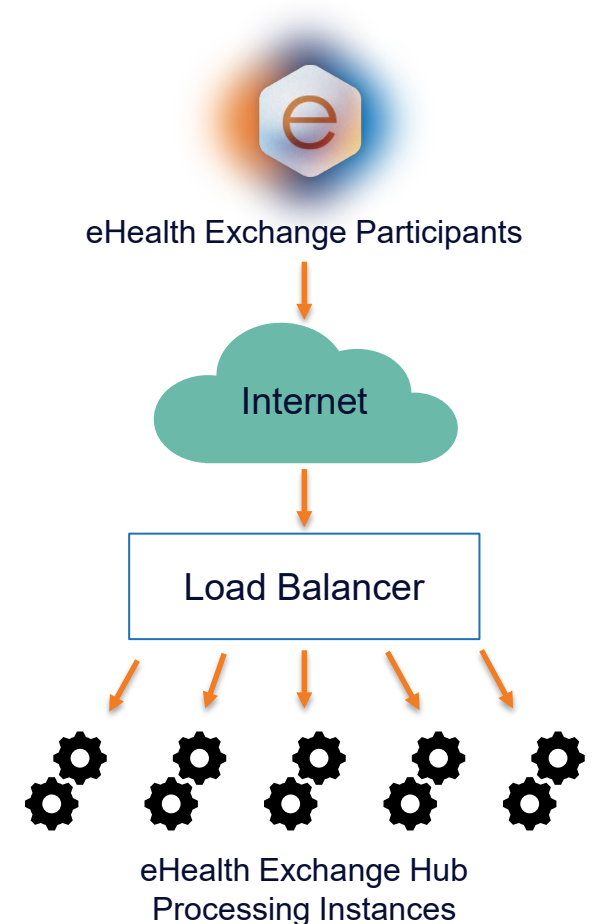 e
eHealth Exchange Participants
Internet
Load Balancer
eHealth Exchange Hub
Processing Instances